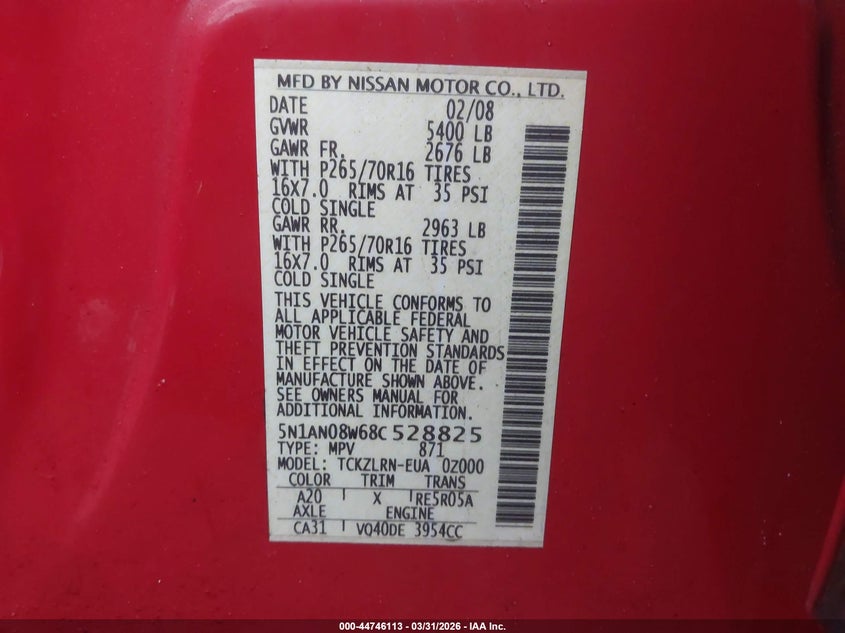 MFD BY NISSAN MOTOR CO., LTD.
DATE 02/08
GVWR 5400 LB
GAWR FR. 2676 LB
WITH P265/70R16 TIRES
16X7.0 RIMS AT 35 PSI
COLD SINGLE
GAWR RR. 2963 LB
WITH P265/70R16 TIRES
16X7.0 RIMS AT 35 PSI
COLD SINGLE
THIS VEHICLE CONFORMS TO
ALL APPLICABLE FEDERAL
MOTOR VEHICLE SAFETY AND
THEFT PREVENTION STANDARDS
IN EFFECT ON THE DATE OF
MANUFACTURE SHOWN ABOVE.
SEE OWNERS MANUAL FOR
ADDITIONAL INFORMATION.
5N1AN08W68C528825
TYPE: MPV 871
MODEL: TCKZLRN-EUA 0Z000
COLOR TRIM TRANS
A20 X RE5R05A
AXLE ENGINE
CA31 VQ40DE 3954CC
000-44746113 - 03/31/2026 - IAA Inc.